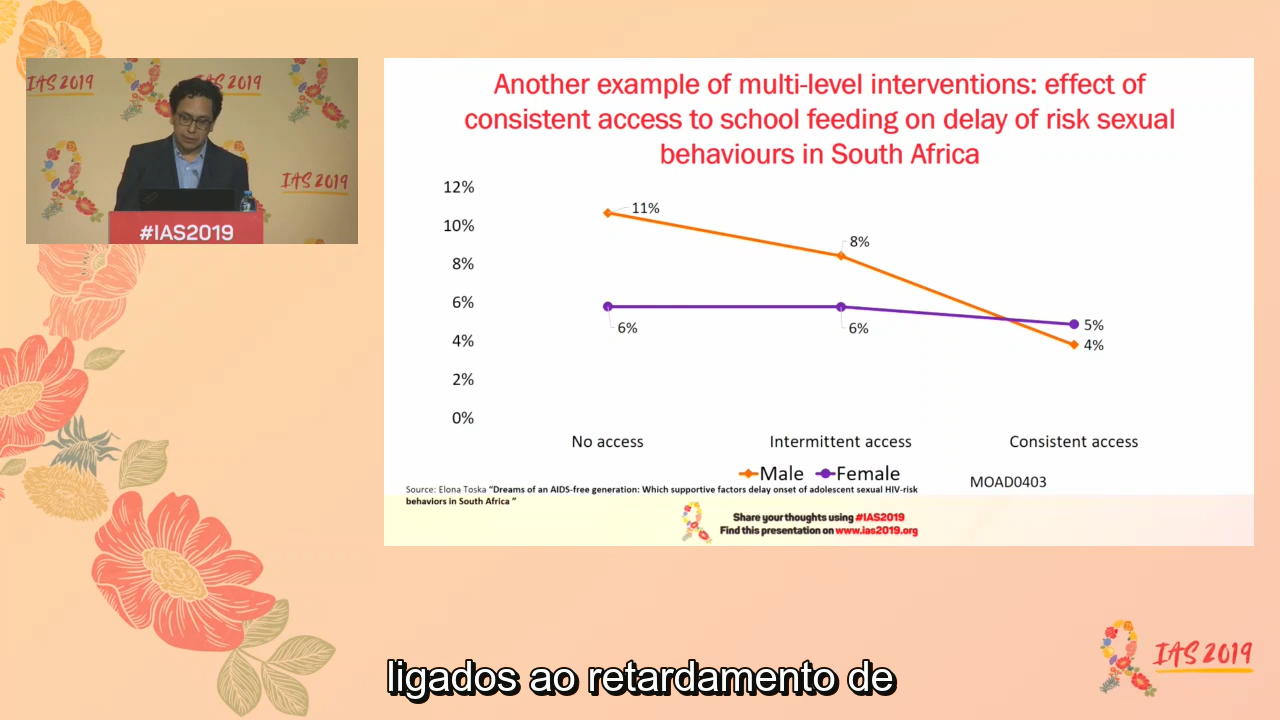 IAS 2019
IAS 2019
IAS 2019
#IAS2019
Another example of multi-level interventions: effect of
consistent access to school feeding on delay of risk sexual
behaviours in South Africa
12%
10%
8%
6%
4%
2%
0%
11%
8%
6%
6%
5%
4%
No access Intermittent access Consistent access
Male Female
MOAD0403
Source: Elona Toska “Dreams of an AIDS-free generation: Which supportive factors delay onset of adolescent sexual HIV-risk
behaviors in South Africa ”
Share your thoughts using #IAS2019
Find this presentation on www.ias2019.org
IAS 2019
ligados ao retardamento de